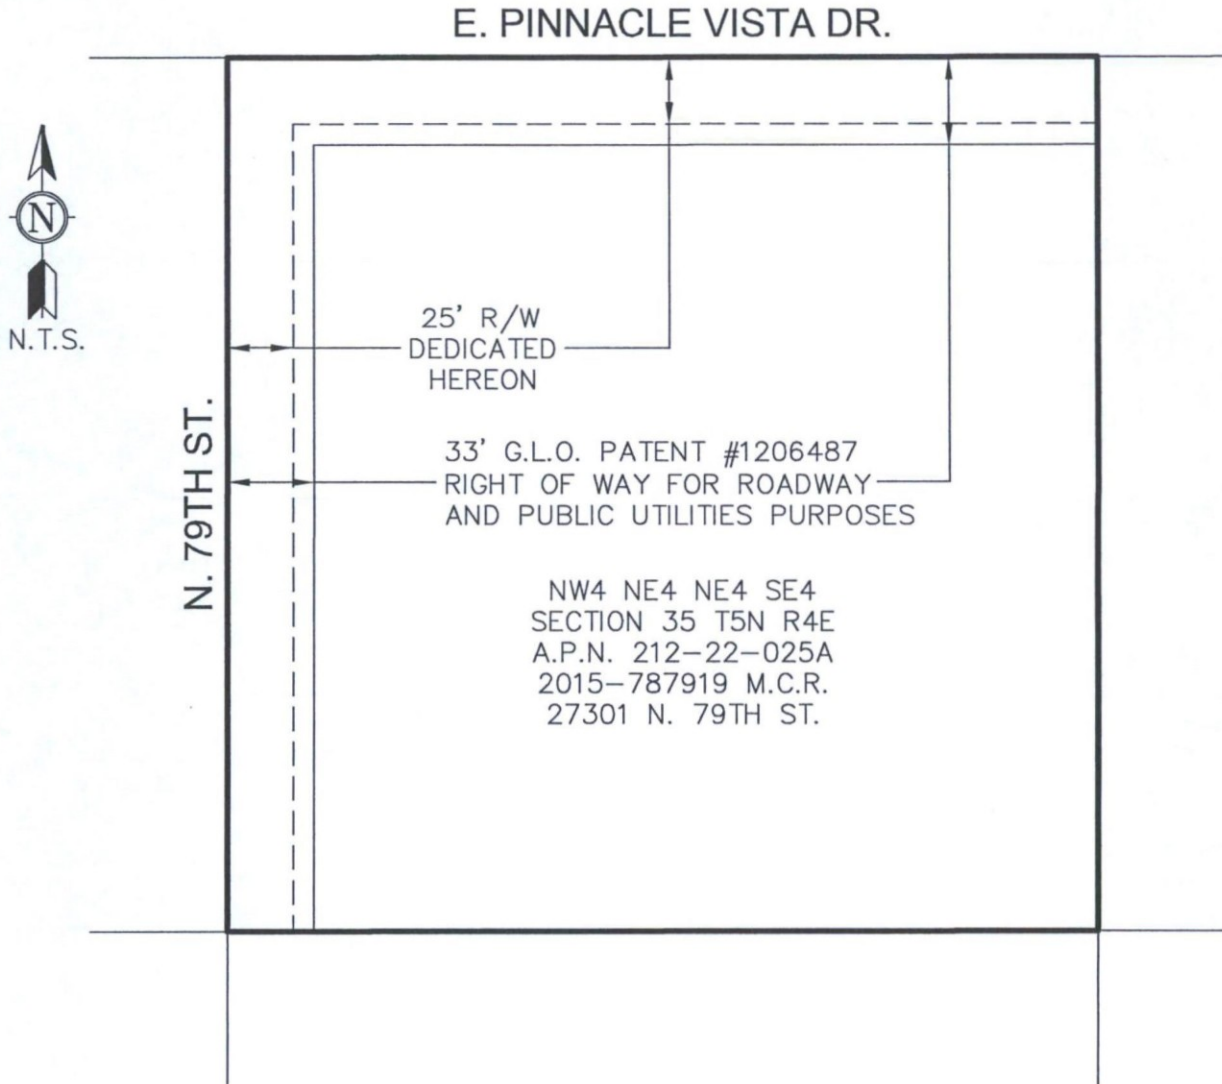 E. PINNACLE VISTA DR.
N
N.T.S.
25' R/W
DEDICATED
HEREON
N. 79TH ST.
33' G.L.O. PATENT #1206487
RIGHT OF WAY FOR ROADWAY
AND PUBLIC UTILITIES PURPOSES
NW4 NE4 NE4 SE4
SECTION 35 T5N R4E
A.P.N. 212-22-025A
2015-787919 M.C.R.
27301 N. 79TH ST.